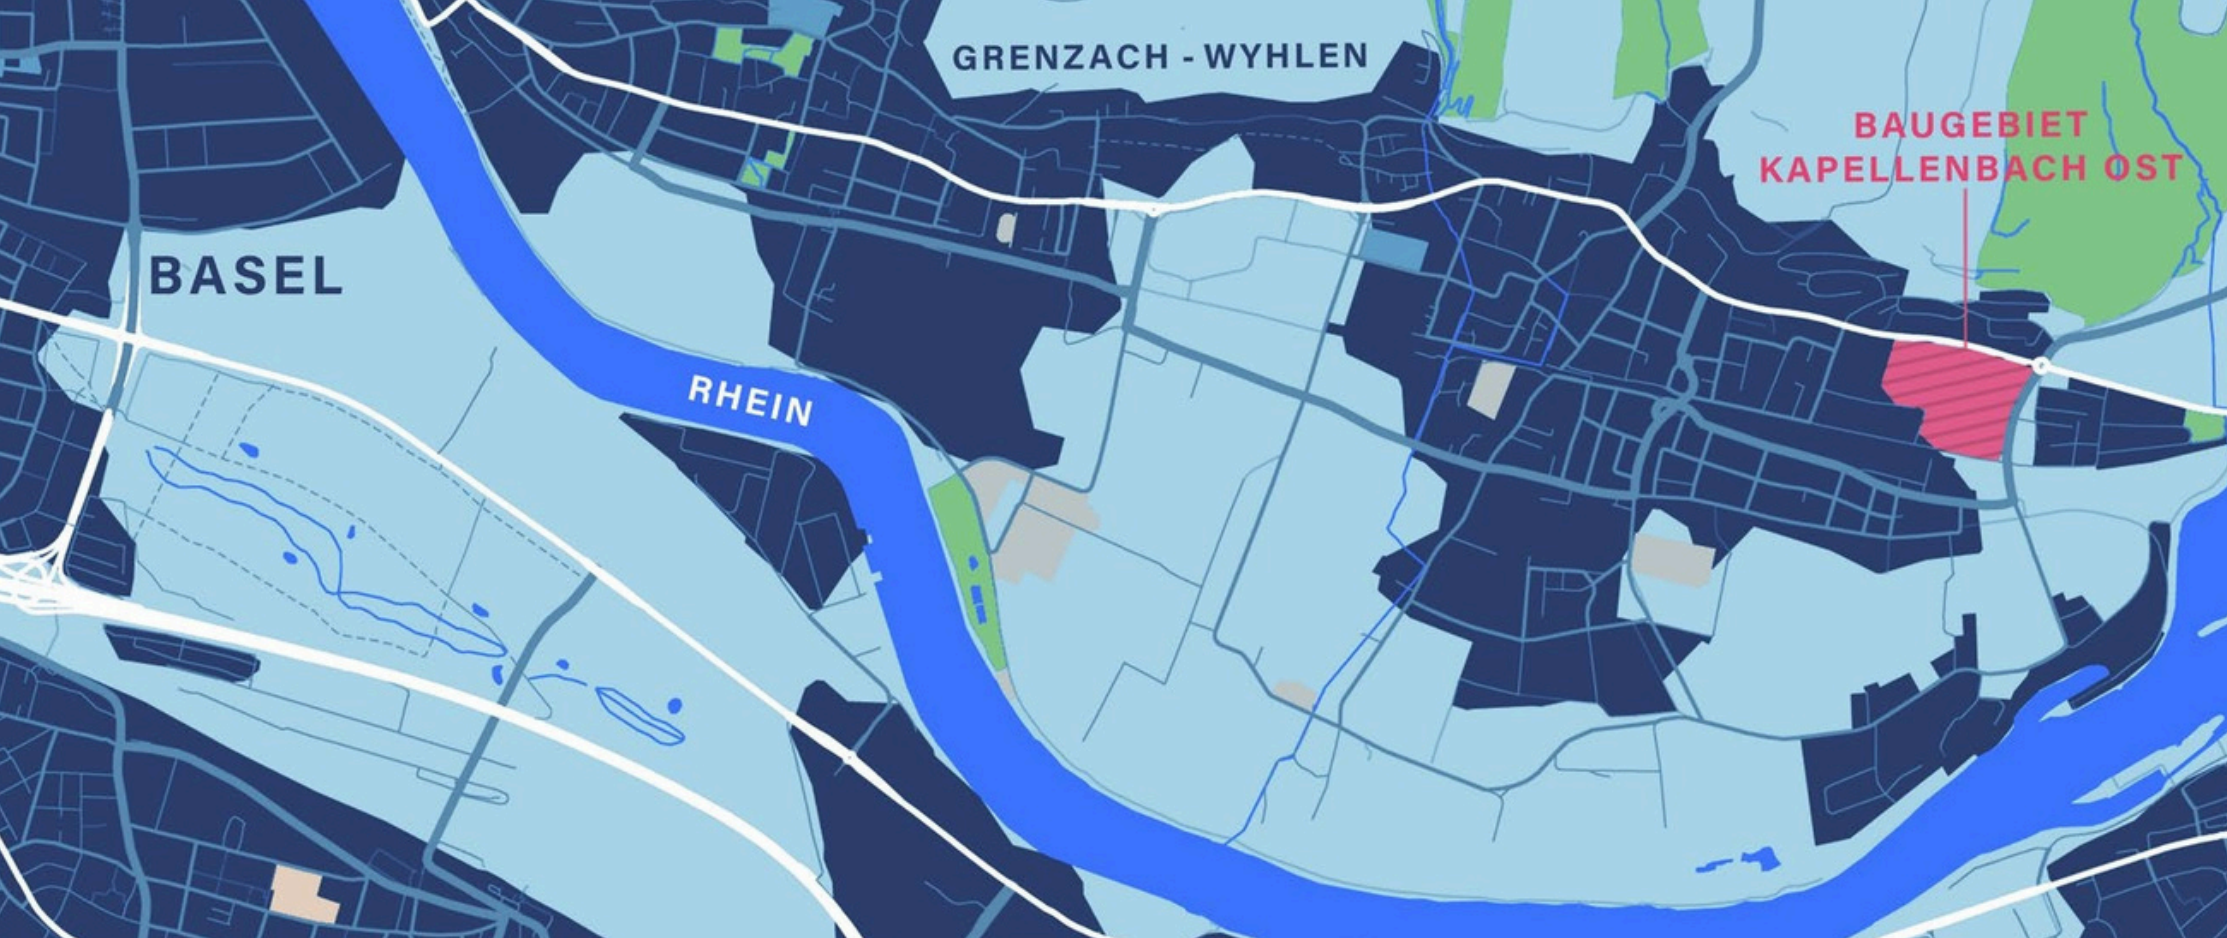 GRENZACH - WYHLEN
BAUGEBIET
KAPELLENBACH OST
BASEL
RHEIN